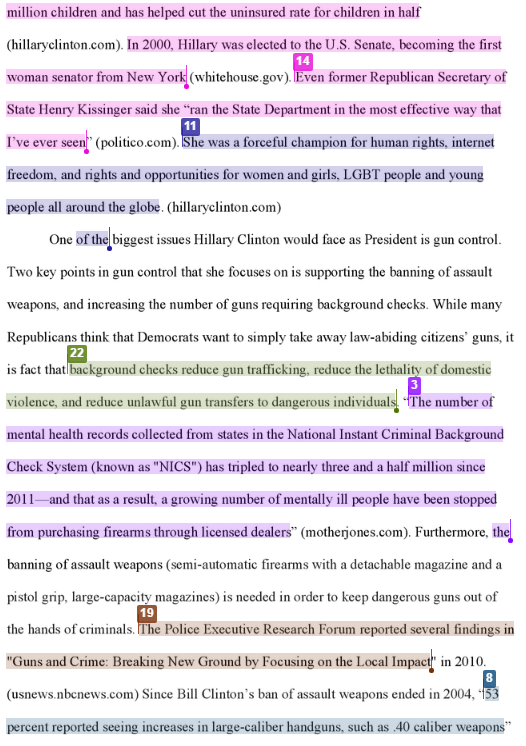 million children and has helped cut the uninsured rate for children in half
(hillaryclinton.com). In 2000, Hillary was elected to the U.S. Senate, becoming the first
14
woman senator from New York (whitehouse.gov). Even former Republican Secretary of
State Henry Kissinger said she “ran the State Department in the most effective way that
11
I’ve ever seen” (politico.com). She was a forceful champion for human rights, internet
freedom, and rights and opportunities for women and girls, LGBT people and young
people all around the globe. (hillaryclinton.com)
One of the biggest issues Hillary Clinton would face as President is gun control.
Two key points in gun control that she focuses on is supporting the banning of assault
weapons, and increasing the number of guns requiring background checks. While many
Republicans think that Democrats want to simply take away law-abiding citizens’ guns, it
22
is fact that background checks reduce gun trafficking, reduce the lethality of domestic
3
violence, and reduce unlawful gun transfers to dangerous individuals. “The number of
mental health records collected from states in the National Instant Criminal Background
Check System (known as "NICS") has tripled to nearly three and a half million since
2011—and that as a result, a growing number of mentally ill people have been stopped
from purchasing firearms through licensed dealers” (motherjones.com). Furthermore, the
banning of assault weapons (semi-automatic firearms with a detachable magazine and a
pistol grip, large-capacity magazines) is needed in order to keep dangerous guns out of
19
the hands of criminals. The Police Executive Research Forum reported several findings in
"Guns and Crime: Breaking New Ground by Focusing on the Local Impact" in 2010.
8
(usnews.nbcnews.com) Since Bill Clinton’s ban of assault weapons ended in 2004, “53
percent reported seeing increases in large-caliber handguns, such as .40 caliber weapons”